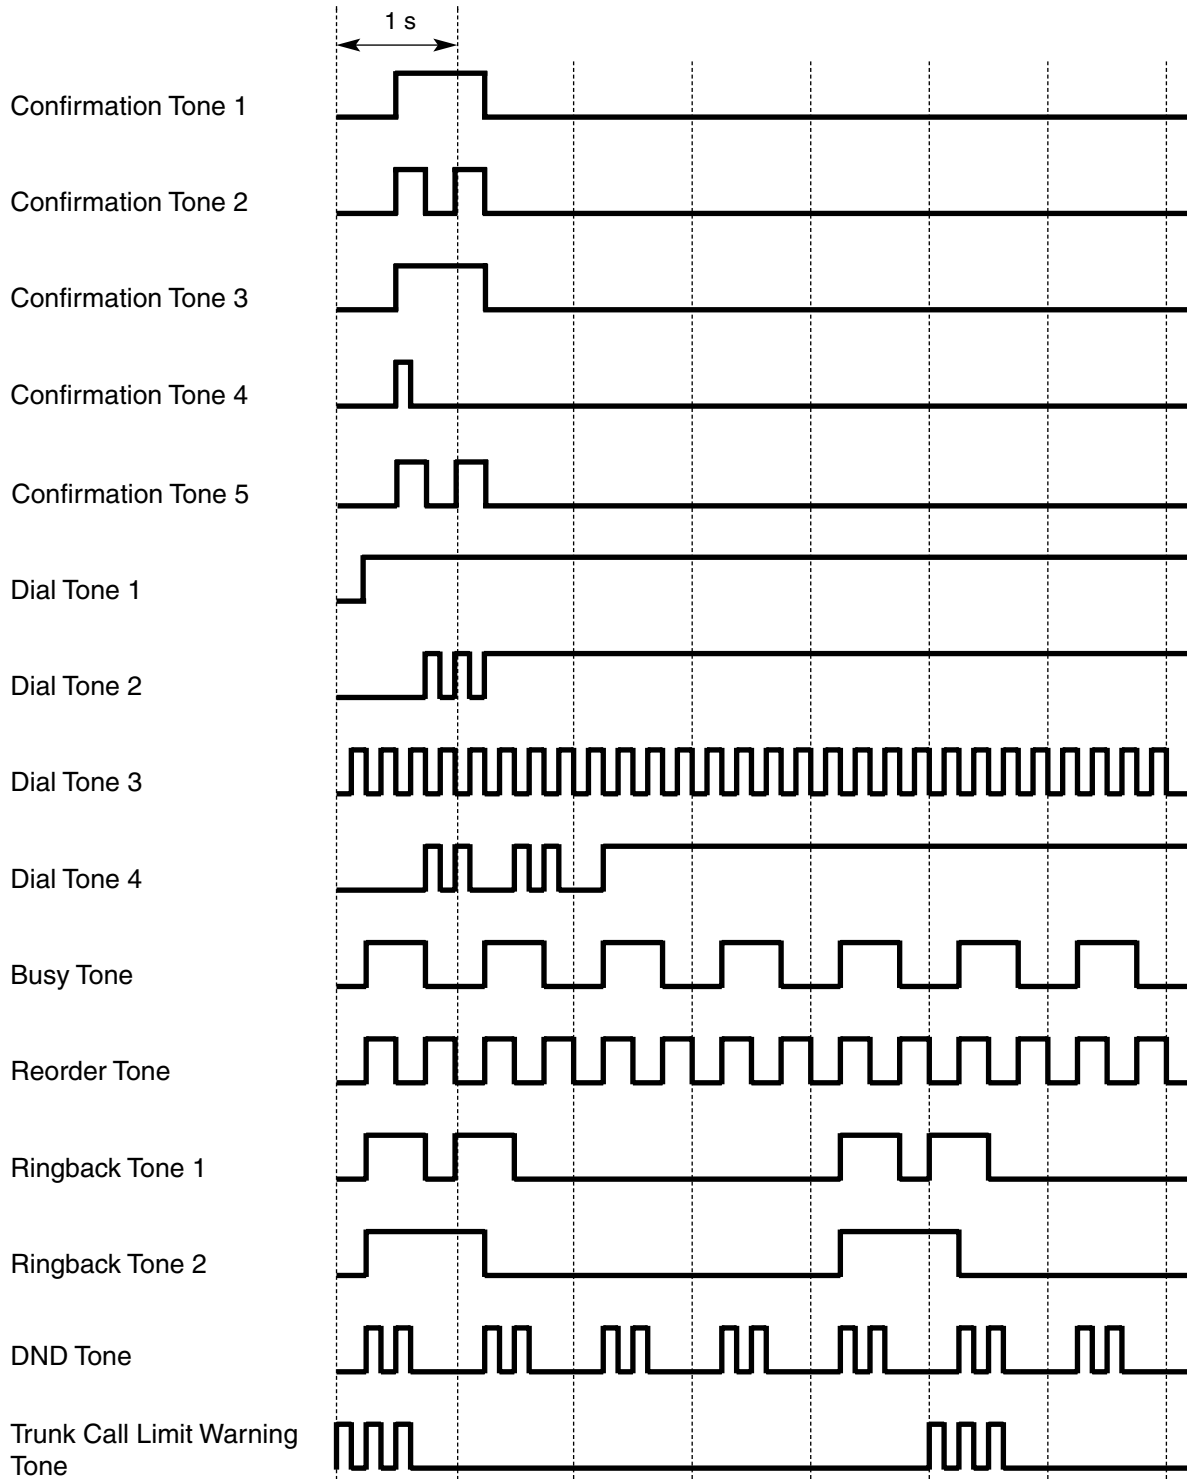 1 s
Confirmation Tone 1
Confirmation Tone 2
Confirmation Tone 3
Confirmation Tone 4
Confirmation Tone 5
Dial Tone 1
Dial Tone 2
Dial Tone 3
Dial Tone 4
Busy Tone
Reorder Tone
Ringback Tone 1
Ringback Tone 2
DND Tone
Trunk Call Limit Warning
Tone